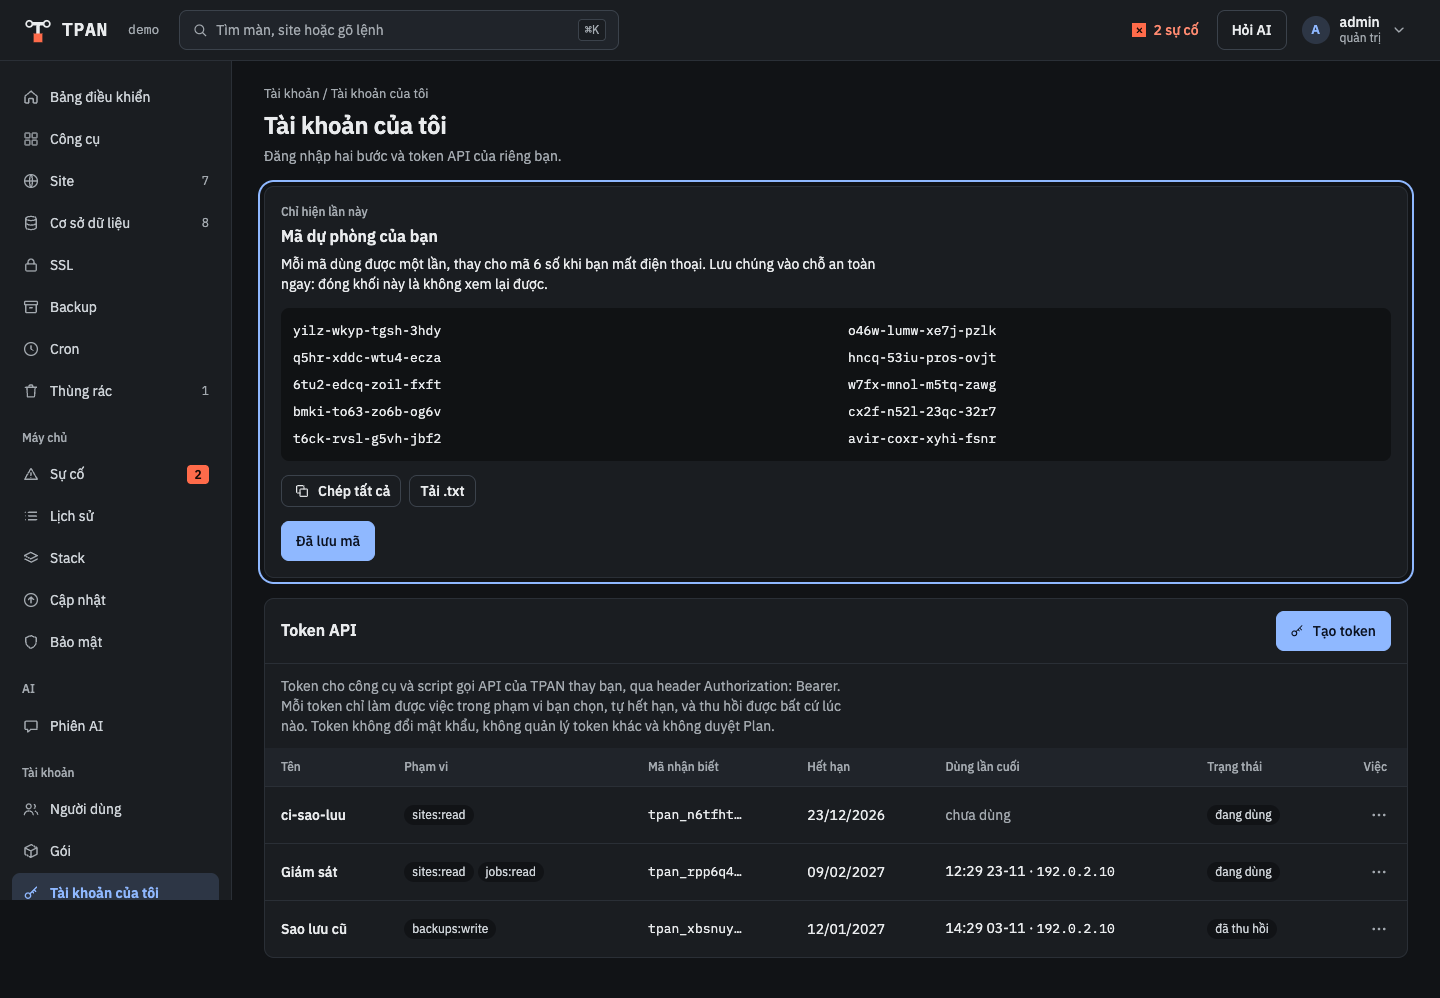 TPAN
demo
Tìm màn, site hoặc gõ lệnh
⌘K
2 sự cố
Hỏi AI
A
admin
quản trị
Bảng điều khiển
Công cụ
Site 7
Cơ sở dữ liệu 8
SSL
Backup
Cron
Thùng rác 1
Máy chủ
Sự cố 2
Lịch sử
Stack
Cập nhật
Bảo mật
AI
Phiên AI
Tài khoản
Người dùng
Gói
Tài khoản của tôi
Tài khoản / Tài khoản của tôi
Tài khoản của tôi
Đăng nhập hai bước và token API của riêng bạn.
Chỉ hiện lần này
Mã dự phòng của bạn
Mỗi mã dùng được một lần, thay cho mã 6 số khi bạn mất điện thoại. Lưu chúng vào chỗ an toàn
ngay: đóng khối này là không xem lại được.
yilz-wkyp-tgsh-3hdy o46w-lumw-xe7j-pzlk
q5hr-xddc-wtu4-ecza hncq-53iu-pros-ovjt
6tu2-edcq-zoil-fxft w7fx-mnol-m5tq-zawg
bmki-to63-zo6b-og6v cx2f-n52l-23qc-32r7
t6ck-rvsl-g5vh-jbf2 avir-coxr-xyhi-fsnr
Chép tất cả
Tải .txt
Đã lưu mã
Token API
Tạo token
Token cho công cụ và script gọi API của TPAN thay bạn, qua header Authorization: Bearer.
Mỗi token chỉ làm được việc trong phạm vi bạn chọn, tự hết hạn, và thu hồi được bất cứ lúc
nào. Token không đổi mật khẩu, không quản lý token khác và không duyệt Plan.
Tên Phạm vi Mã nhận biết Hết hạn Dùng lần cuối Trạng thái Việc
ci-sao-luu sites:read tpan_n6tfht… 23/12/2026 chưa dùng đang dùng ···
Giám sát sites:read jobs:read tpan_rpp6q4… 09/02/2027 12:29 23-11 · 192.0.2.10 đang dùng ···
Sao lưu cũ backups:write tpan_xbsnuy… 12/01/2027 14:29 03-11 · 192.0.2.10 đã thu hồi ···